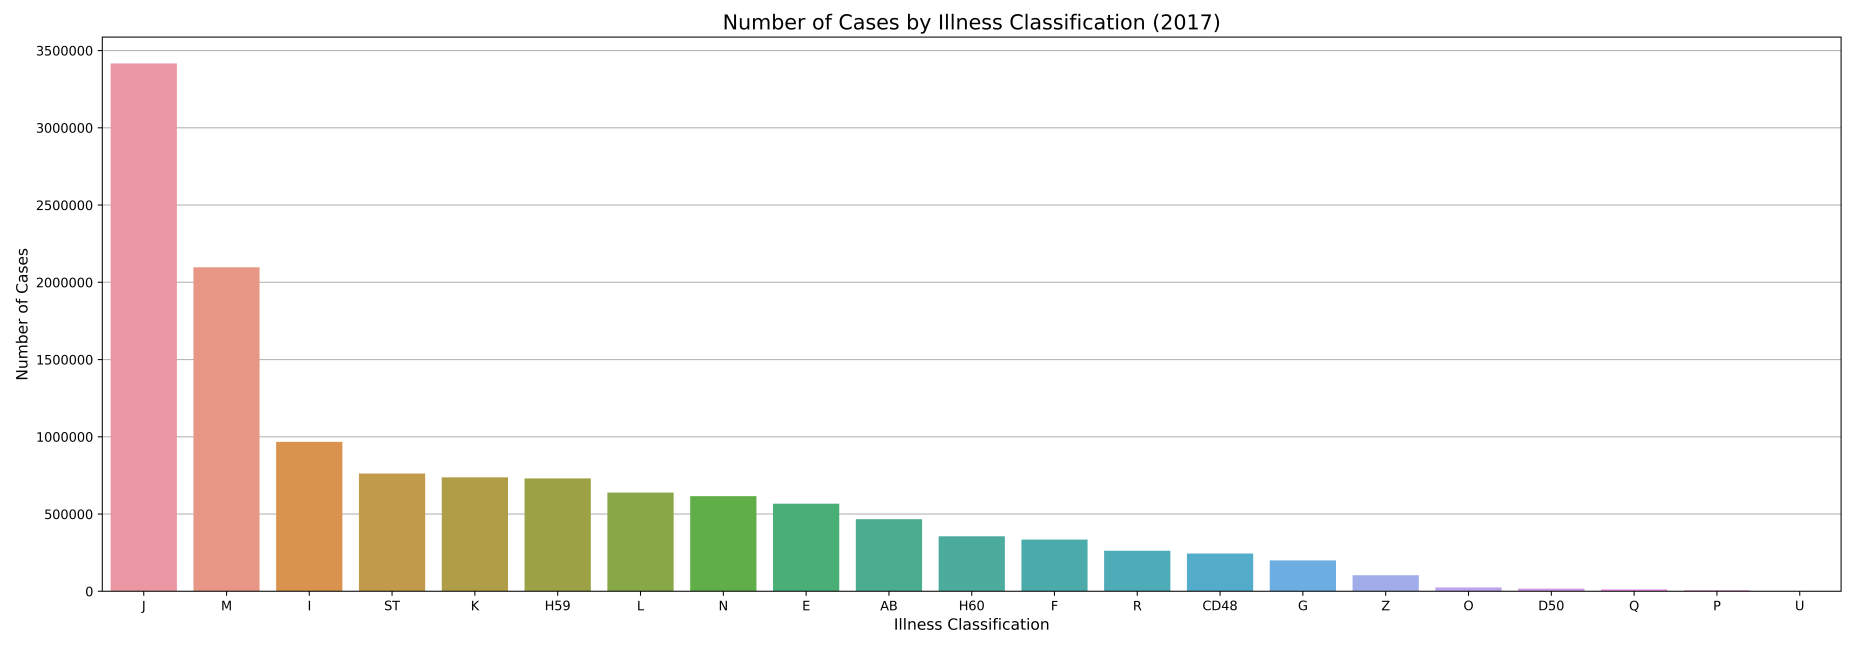 Number of Cases by Illness Classification (2017)
3500000
3000000
2500000
2000000
1500000
1000000
500000
0
Number of Cases
J M I ST K H59 L N E AB H60 F R CD48 G Z O D50 Q P U
Illness Classification